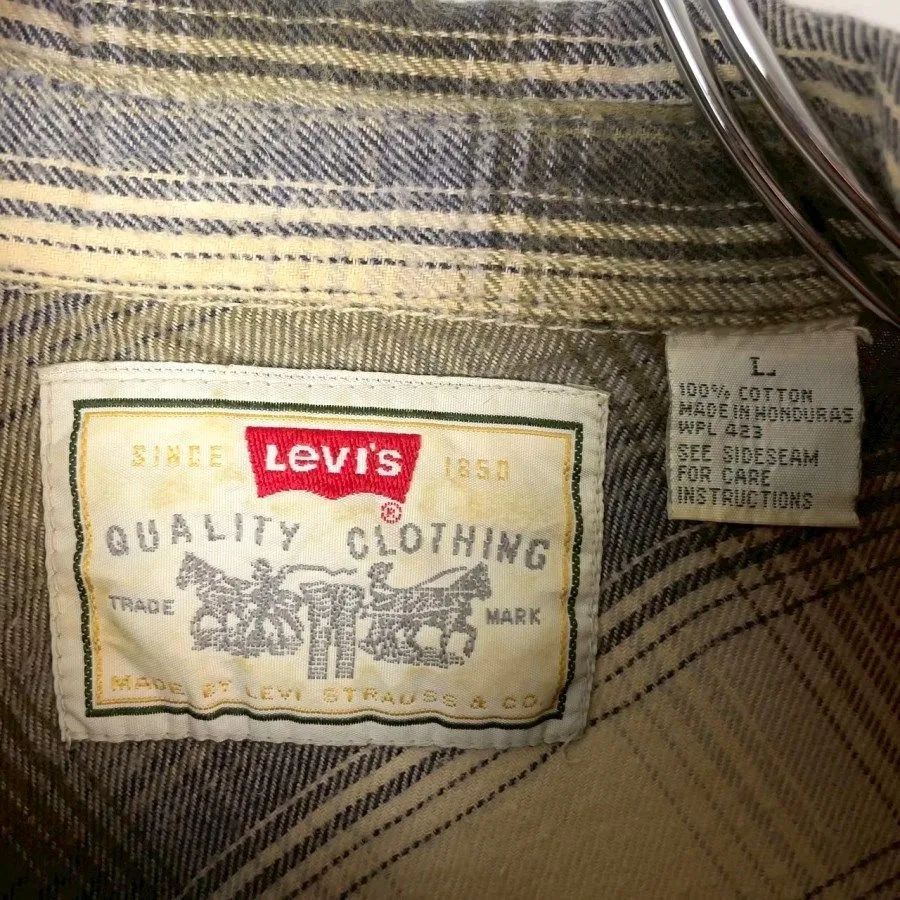 SINCE Levi's 1850
®
QUALITY CLOTHING
TRADE MARK
MADE BY LEVI STRAUSS & CO
L
100% COTTON
MADE IN HONDURAS
WPL 423
SEE SIDESEAM
FOR CARE
INSTRUCTIONS